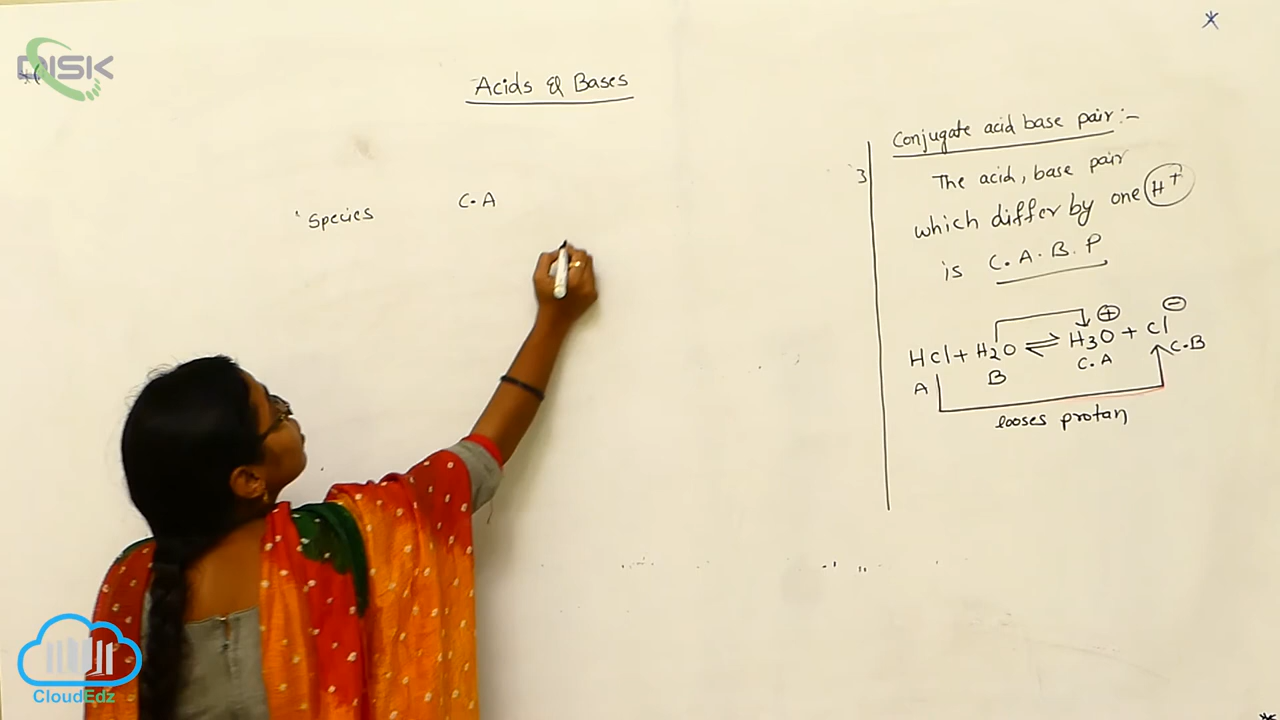 DISK
Acids & Bases
Species C.A
Conjugate acid base pair:-
3 The acid, base pair
which differ by one H+
is C.A.B.P
HCl + H2O ⇌ H3O⊕ + Cl⊖
A B C.A C.B
looses protan
CloudEdz